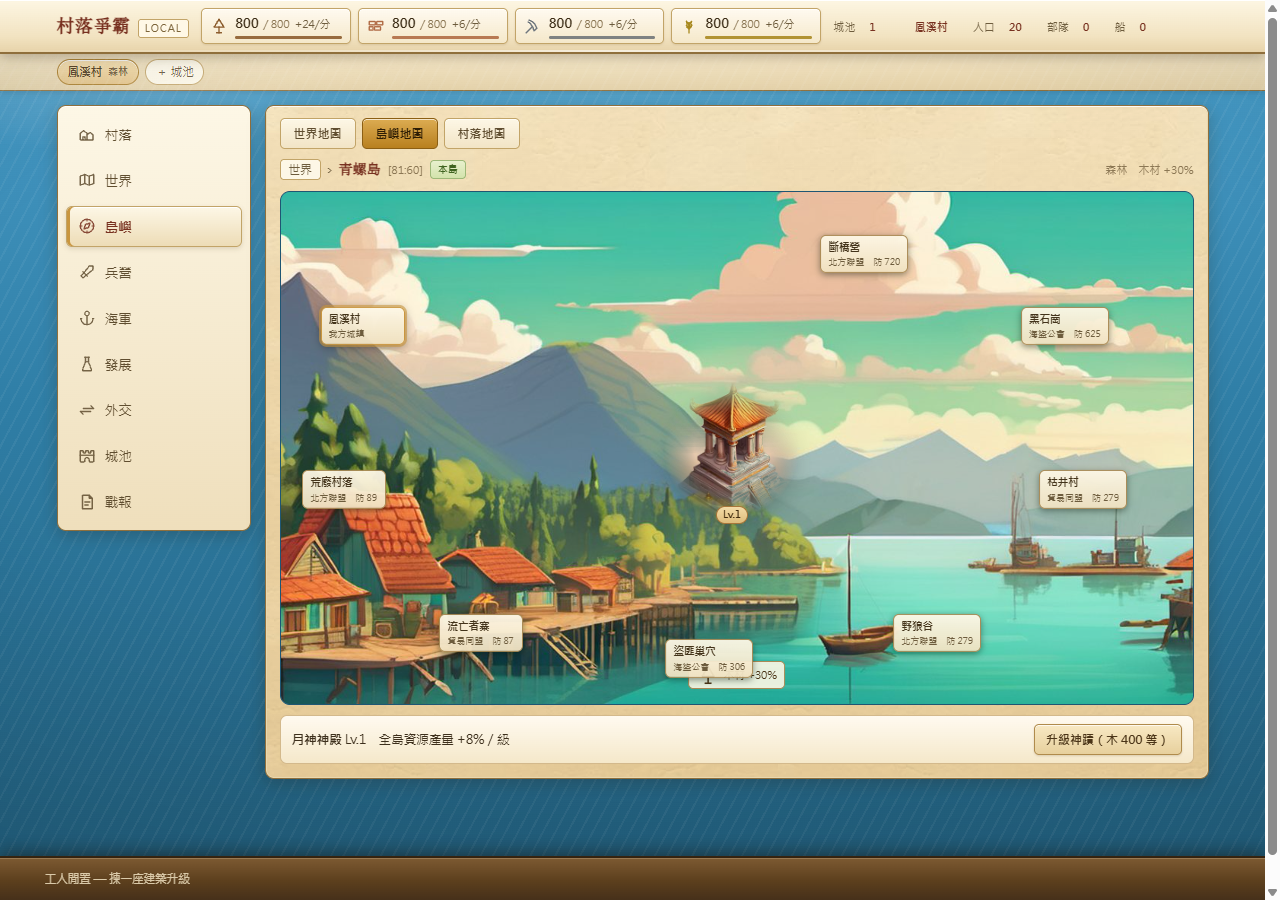 村落爭霸 LOCAL 800 / 800 +24/分 800 / 800 +6/分 800 / 800 +6/分 800 / 800 +6/分 城池 1 鳳溪村 人口 20 部隊 0 船 0
鳳溪村 森林 + 城池
村落
世界
島嶼
兵營
海軍
發展
外交
城池
戰報
世界地圖 島嶼地圖 村落地圖
世界 › 青螺島 [81:60] 本島 森林 木材 +30%
斷橋營
北方聯盟 防 720
鳳溪村
我方城鎮
黑石崗
海盜公會 防 625
荒廢村落
北方聯盟 防 89
枯井村
貿易同盟 防 279
Lv.1
流亡者寨
貿易同盟 防 87
野狼谷
北方聯盟 防 279
盜匪巢穴
海盜公會 防 306
+30%
月神神殿 Lv.1 全島資源產量 +8% / 級
升級神蹟 ( 木 400 等 )
工人閒置 — 揀一座建築升級